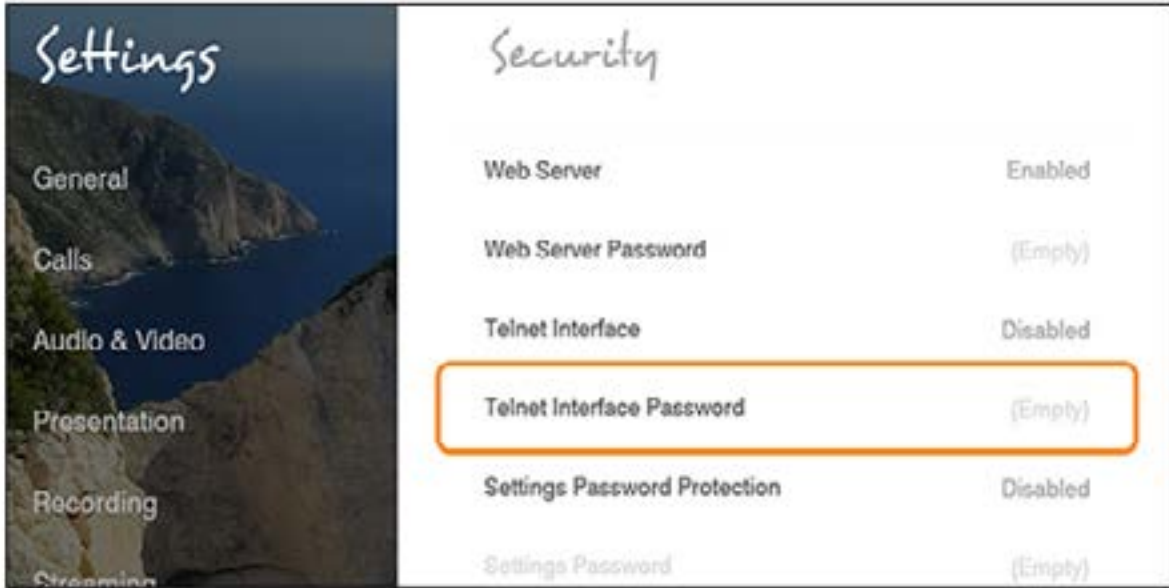 Settings
General
Calls
Audio & Video
Presentation
Recording
Streaming
Security
Web Server Enabled
Web Server Password (Empty)
Telnet Interface Disabled
Telnet Interface Password (Empty)
Settings Password Protection Disabled
Settings Password (Empty)